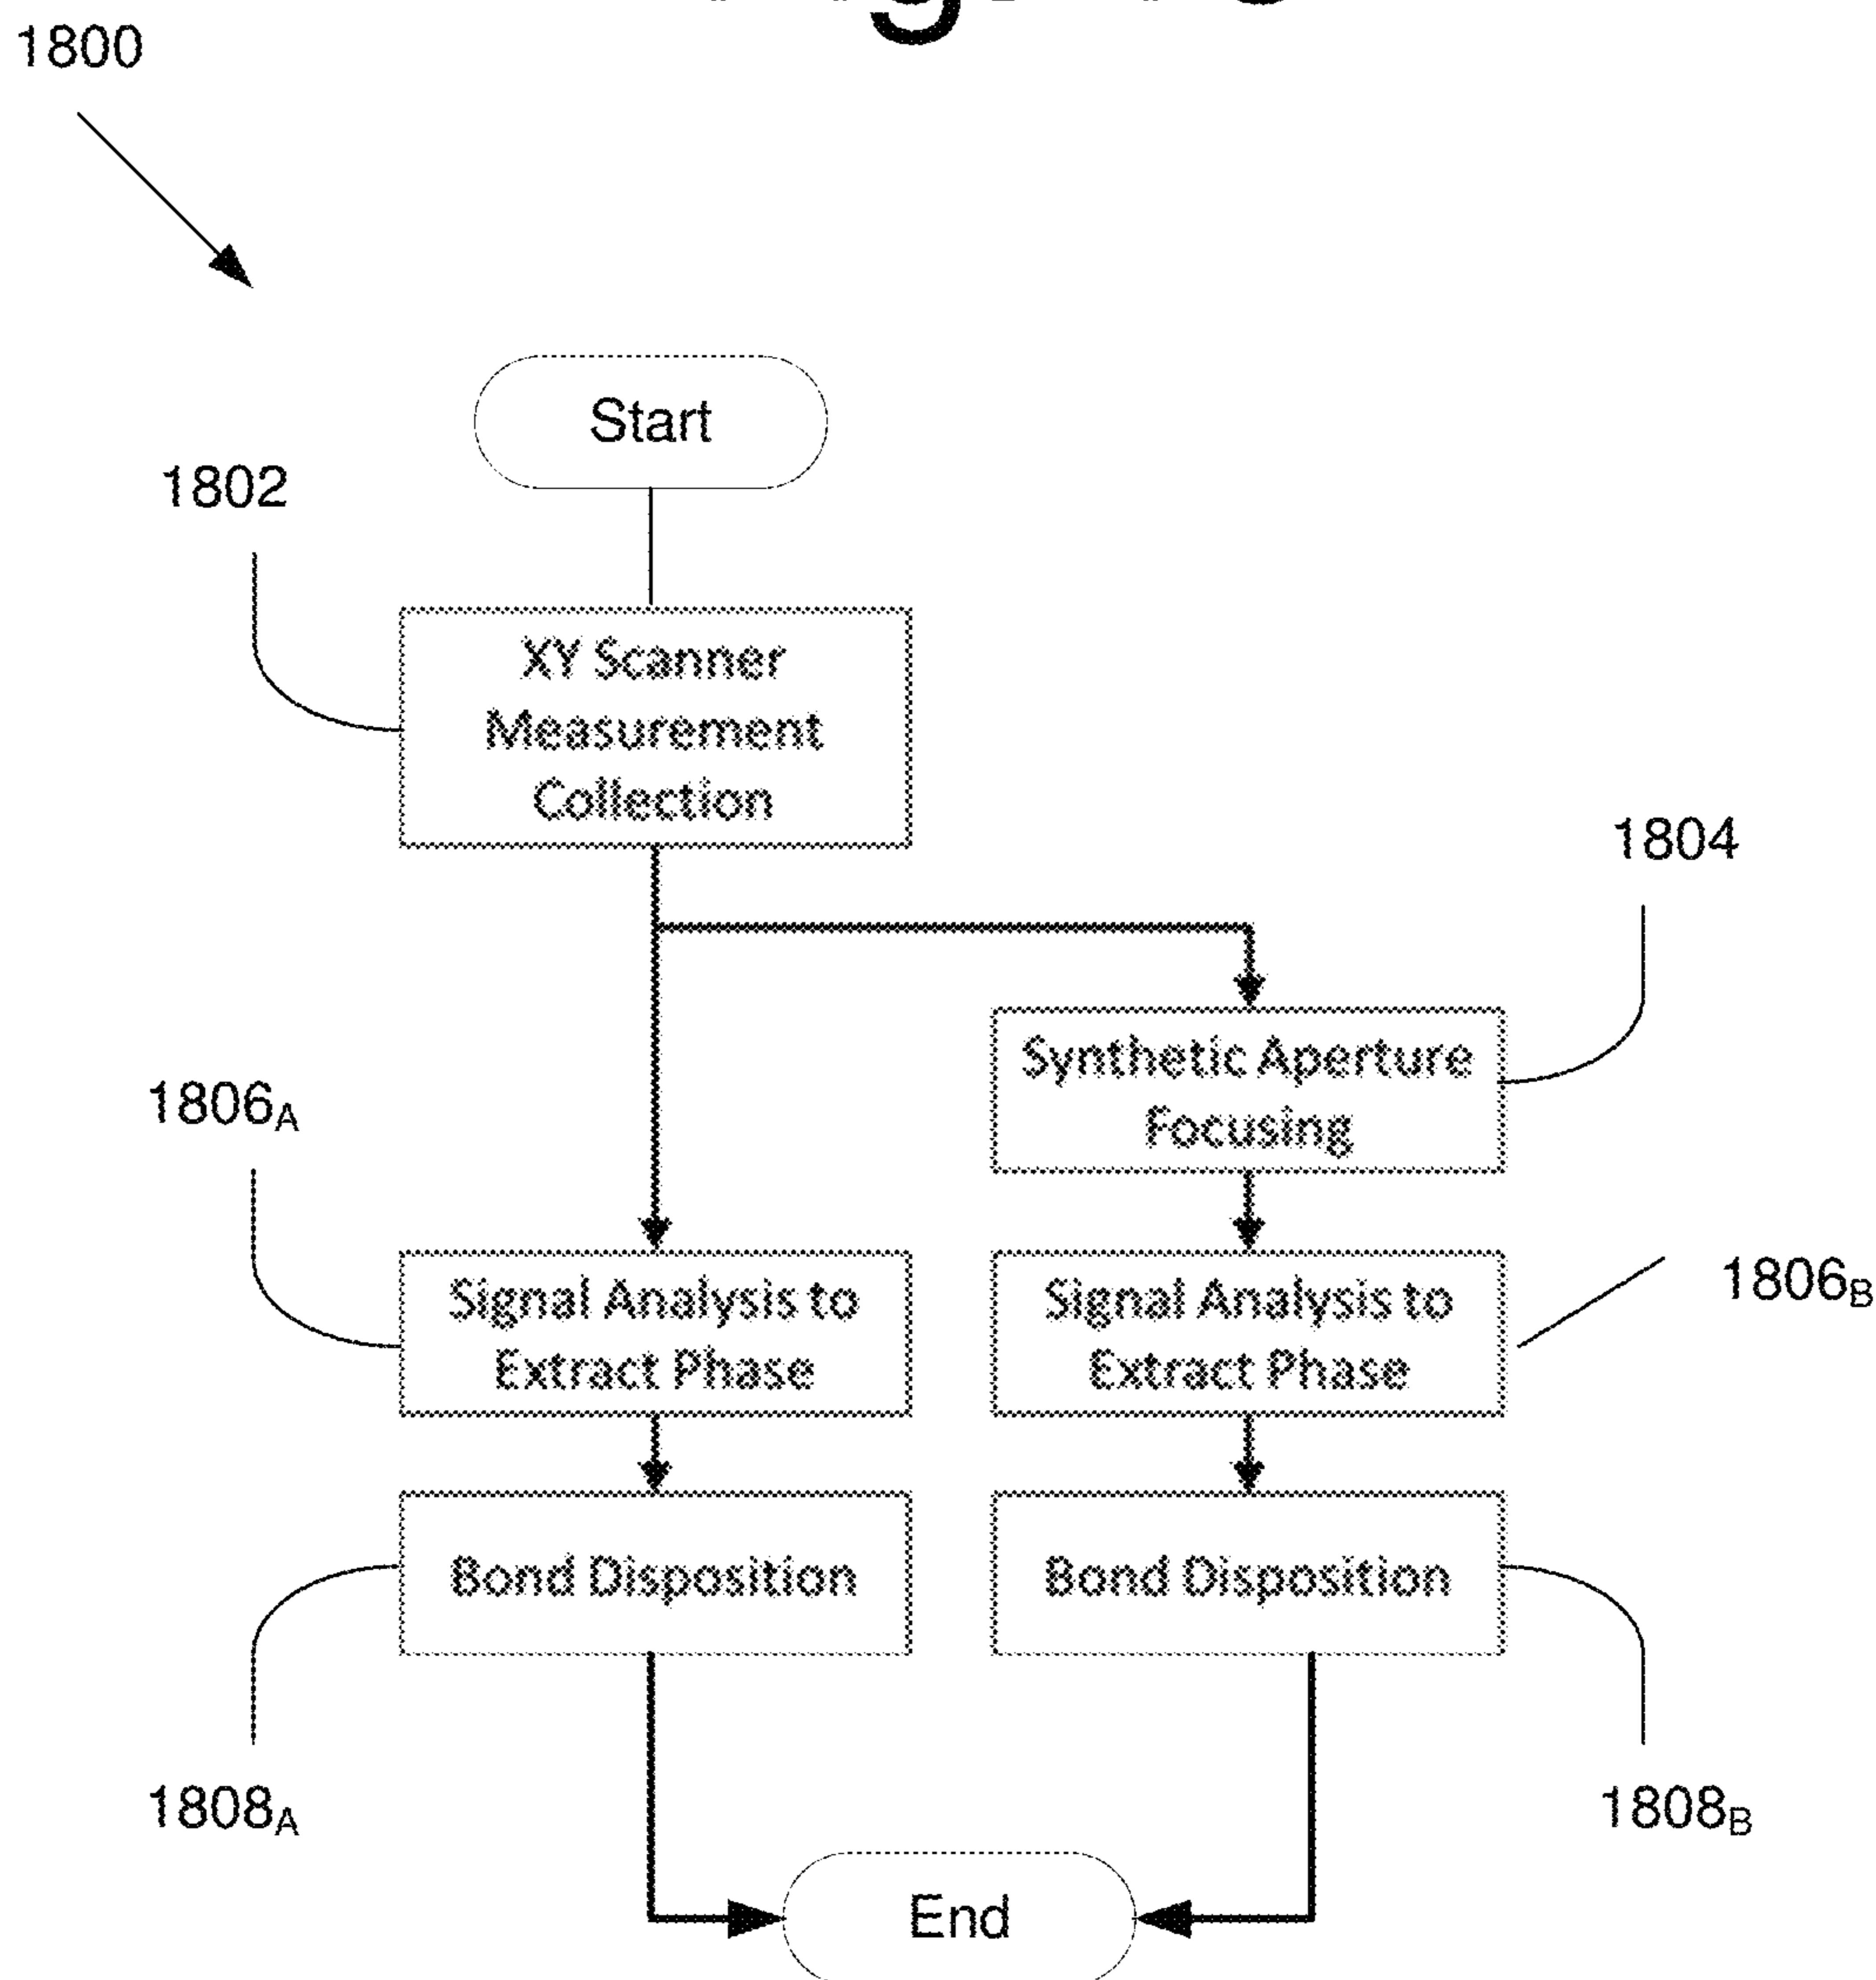 1800
Start
1802
XY Scanner
Measurement
Collection
1804
Synthetic Aperture
Focusing
1806A
1806B
Signal Analysis to
Extract Phase
Signal Analysis to
Extract Phase
Bond Disposition
Bond Disposition
1808A
1808B
End